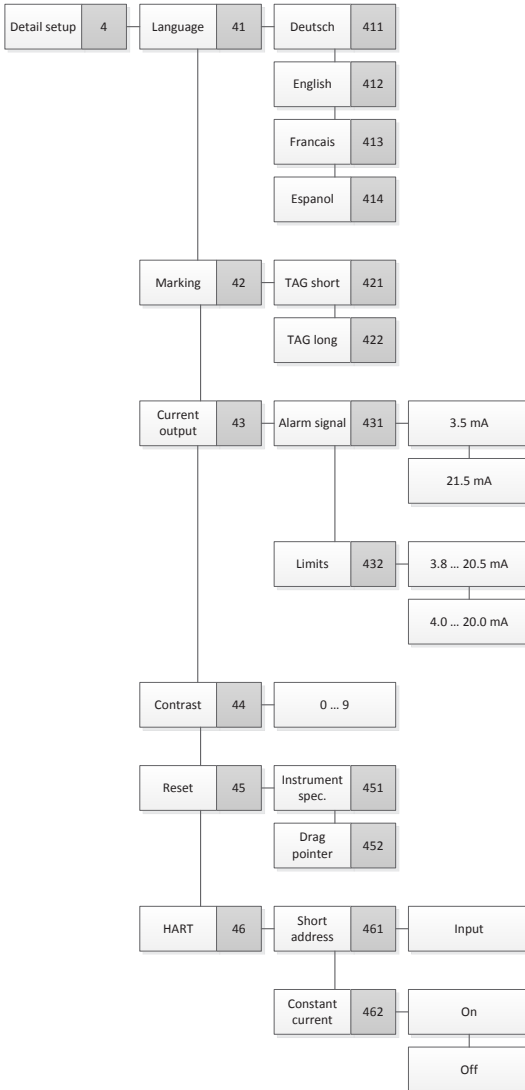 Detail setup 4 Language 41 Deutsch 411
English 412
Francais 413
Espanol 414
Marking 42 TAG short 421
TAG long 422
Current
output 43 Alarm signal 431 3.5 mA
21.5 mA
Limits 432 3.8 ... 20.5 mA
4.0 ... 20.0 mA
Contrast 44 0 ... 9
Reset 45 Instrument
spec. 451
Drag
pointer 452
HART 46 Short
address 461 Input
Constant
current 462 On
Off